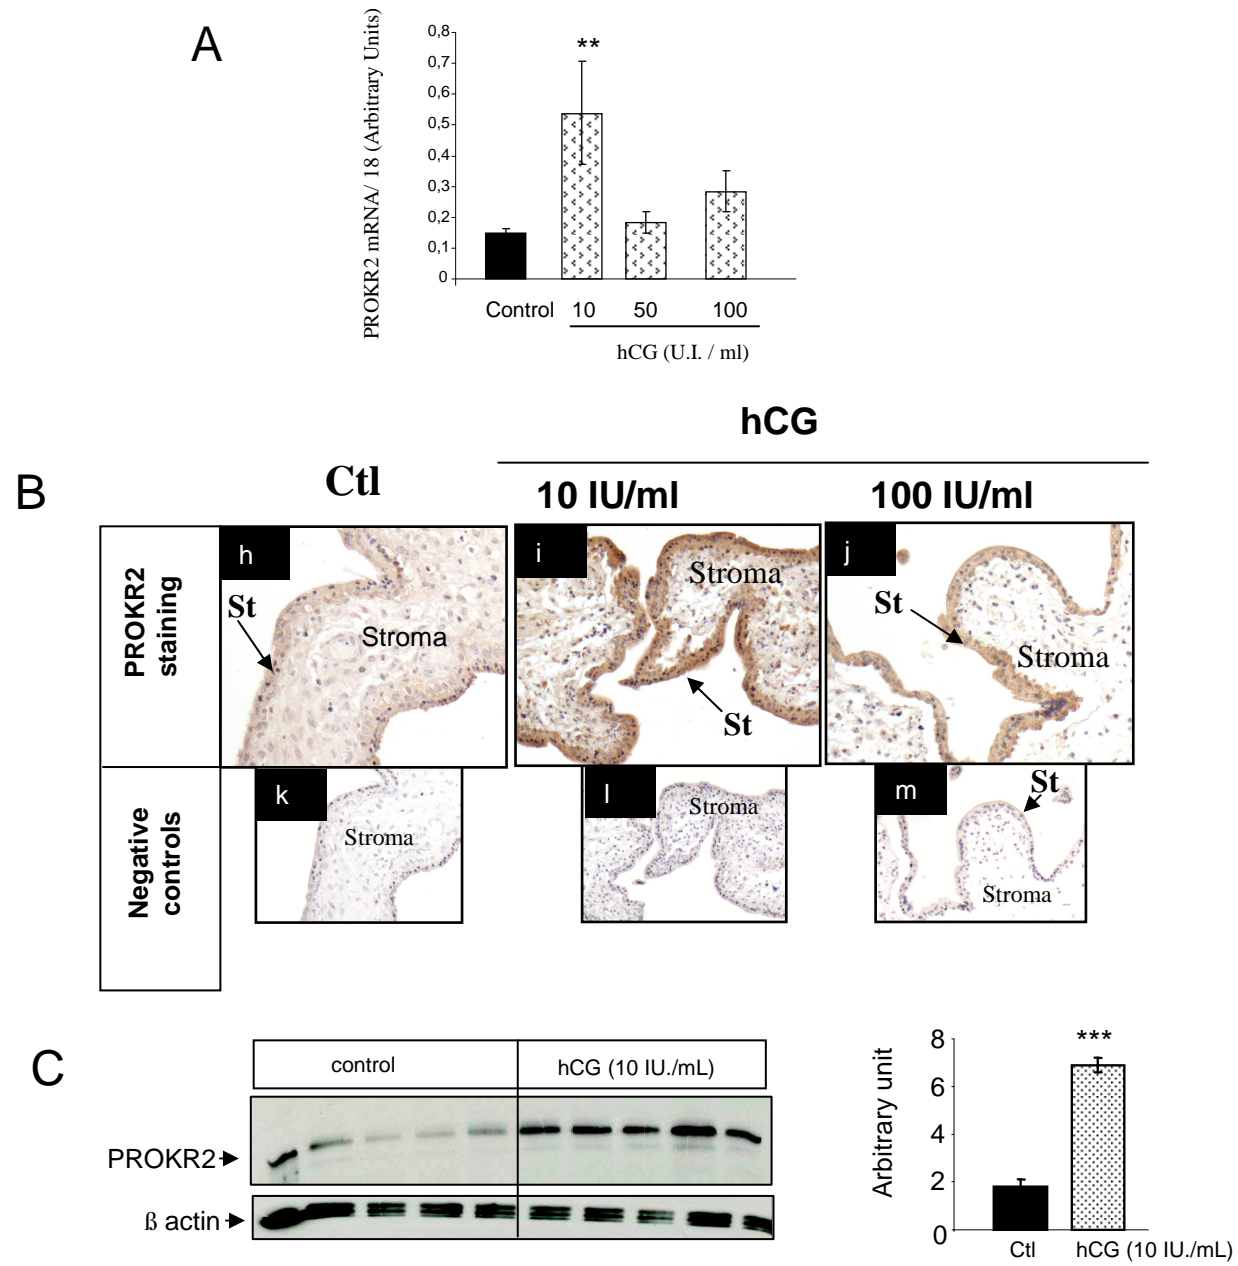 A
PROKR2 mRNA/ 18 (Arbitrary Units)
0,8
0,7
0,6
0,5
0,4
0,3
0,2
0,1
0
**
Control 10 50 100
hCG (U.I. / ml)
hCG
B
Ctl
10 IU/ml
100 IU/ml
PROKR2
staining
h
St
Stroma
i
Stroma
St
j
St
Stroma
Negative
controls
k
Stroma
l
Stroma
m
St
Stroma
C
control
hCG (10 IU./mL)
PROKR2
ß actin
Arbitrary unit
8
6
4
2
0
***
Ctl
hCG (10 IU./mL)